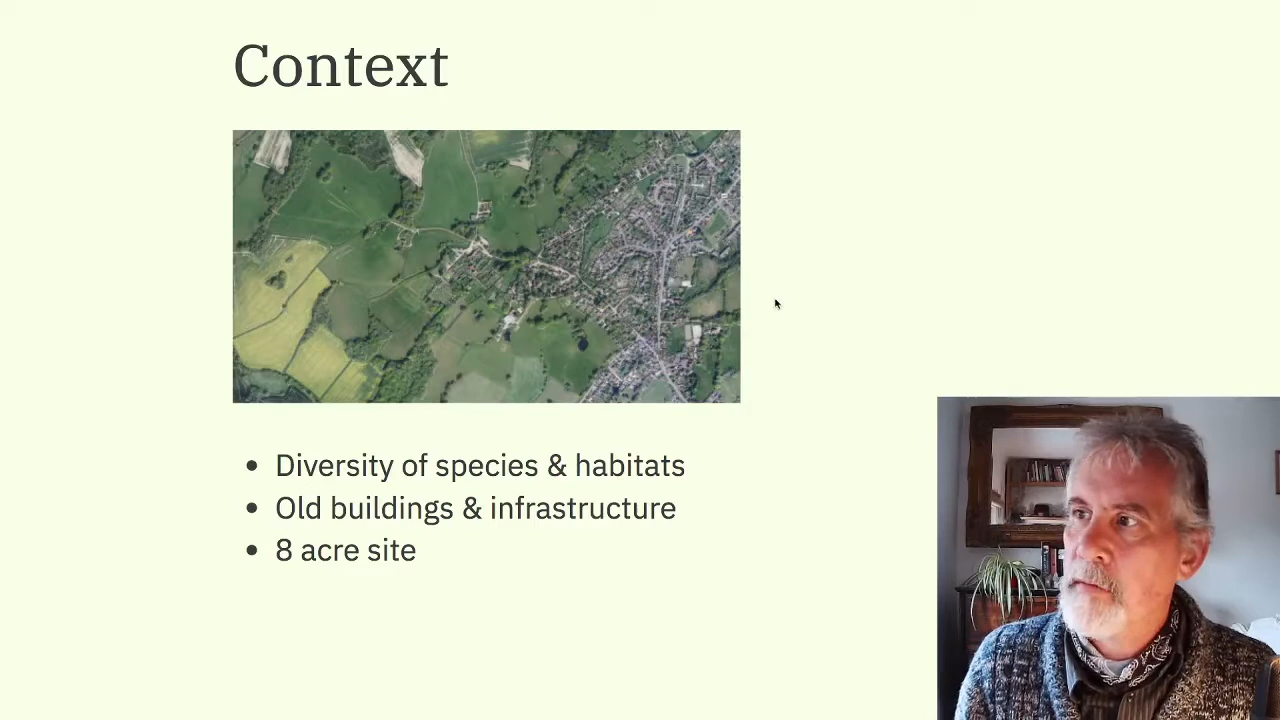 Context
Diversity of species & habitats
Old buildings & infrastructure
8 acre site